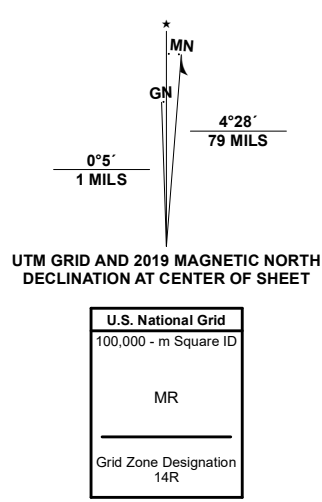 ★
MN
GN
4°28´
79 MILS
0°5´
1 MILS
UTM GRID AND 2019 MAGNETIC NORTH
DECLINATION AT CENTER OF SHEET
U.S. National Grid
100,000 - m Square ID
MR
Grid Zone Designation
14R